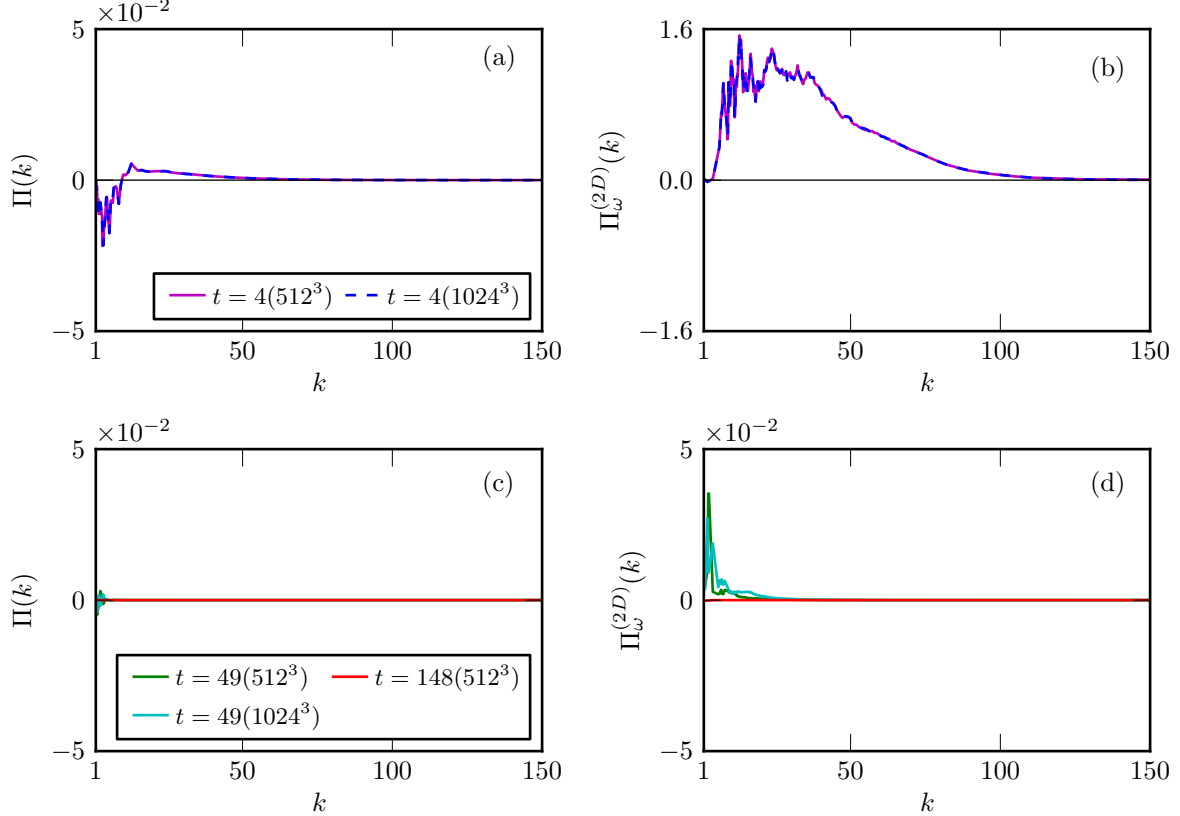 ×10⁻²
5
0
−5
Π(k)
(a)
t = 4(512³)
t = 4(1024³)
1
50
100
150
k
1.6
0.0
−1.6
Π_ω^(2D)(k)
(b)
1
50
100
150
k
×10⁻²
5
0
−5
Π(k)
(c)
t = 49(512³)
t = 148(512³)
t = 49(1024³)
1
50
100
150
k
×10⁻²
5
0
−5
Π_ω^(2D)(k)
(d)
1
50
100
150
k